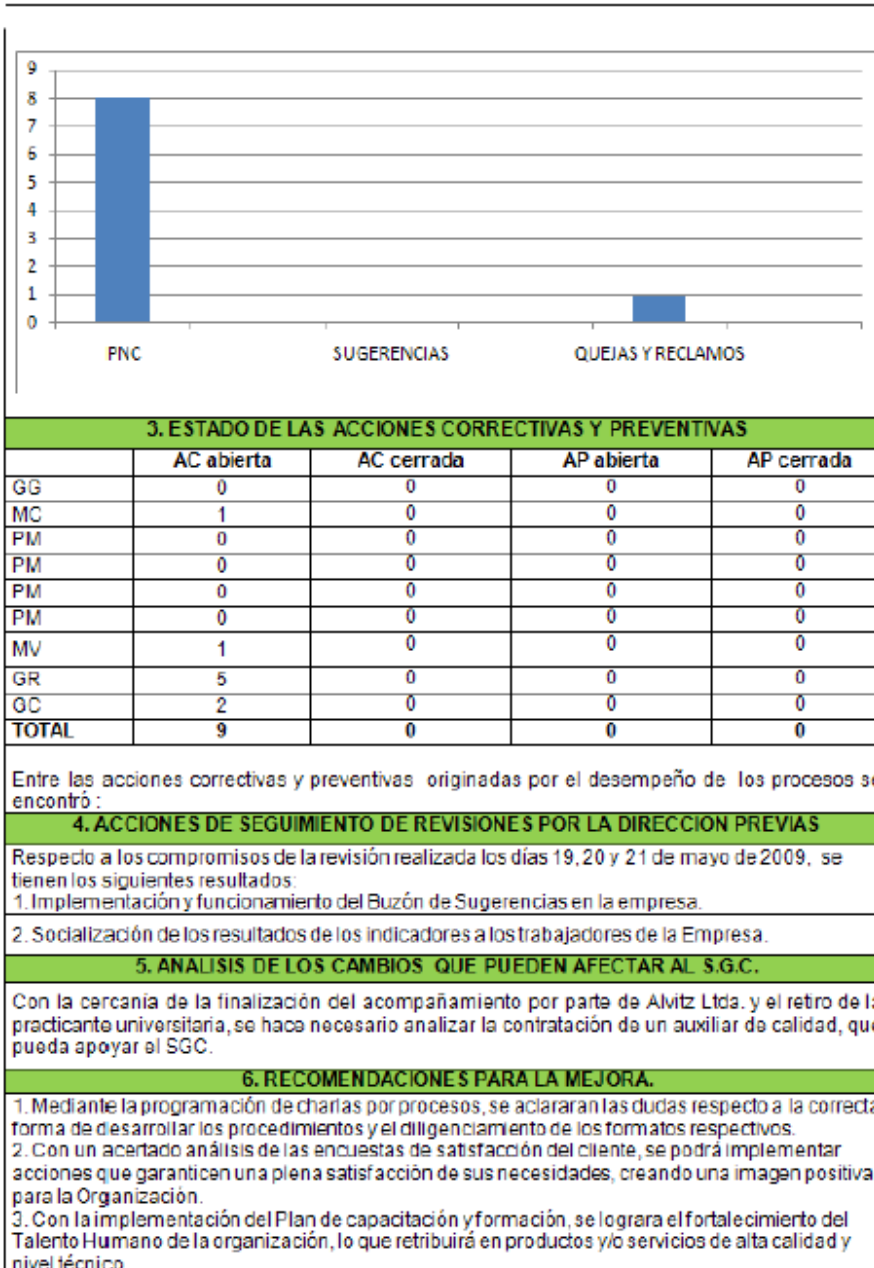 9
8
7
6
5
4
3
2
1
0
PNC SUGERENCIAS QUEJAS Y RECLAMOS
3. ESTADO DE LAS ACCIONES CORRECTIVAS Y PREVENTIVAS
AC abierta AC cerrada AP abierta AP cerrada
GG 0 0 0 0
MC 1 0 0 0
PM 0 0 0 0
PM 0 0 0 0
PM 0 0 0 0
PM 0 0 0 0
MV 1 0 0 0
GR 5 0 0 0
GC 2 0 0 0
TOTAL 9 0 0 0
Entre las acciones correctivas y preventivas originadas por el desempeño de los procesos se
encontró :
4. ACCIONES DE SEGUIMIENTO DE REVISIONES POR LA DIRECCION PREVIAS
Respecto a los compromisos de la revisión realizada los días 19, 20 y 21 de mayo de 2009, se
tienen los siguientes resultados:
1. Implementación y funcionamiento del Buzón de Sugerencias en la empresa.
2. Socialización de los resultados de los indicadores a los trabajadores de la Empresa.
5. ANALISIS DE LOS CAMBIOS QUE PUEDEN AFECTAR AL S.G.C.
Con la cercanía de la finalización del acompañamiento por parte de Alvitz Ltda. y el retiro de la
practicante universitaria, se hace necesario analizar la contratación de un auxiliar de calidad, que
pueda apoyar el SGC.
6. RECOMENDACIONES PARA LA MEJORA.
1. Mediante la programación de charlas por procesos, se aclararan las dudas respecto a la correcta
forma de desarrollar los procedimientos y el diligenciamiento de los formatos respectivos.
2. Con un acertado análisis de las encuestas de satisfacción del cliente, se podrá implementar
acciones que garanticen una plena satisfacción de sus necesidades, creando una imagen positiva
para la Organización.
3. Con la implementación del Plan de capacitación y formación, se lograra el fortalecimiento del
Talento Humano de la organización, lo que retribuirá en productos y/o servicios de alta calidad y
nivel técnico.